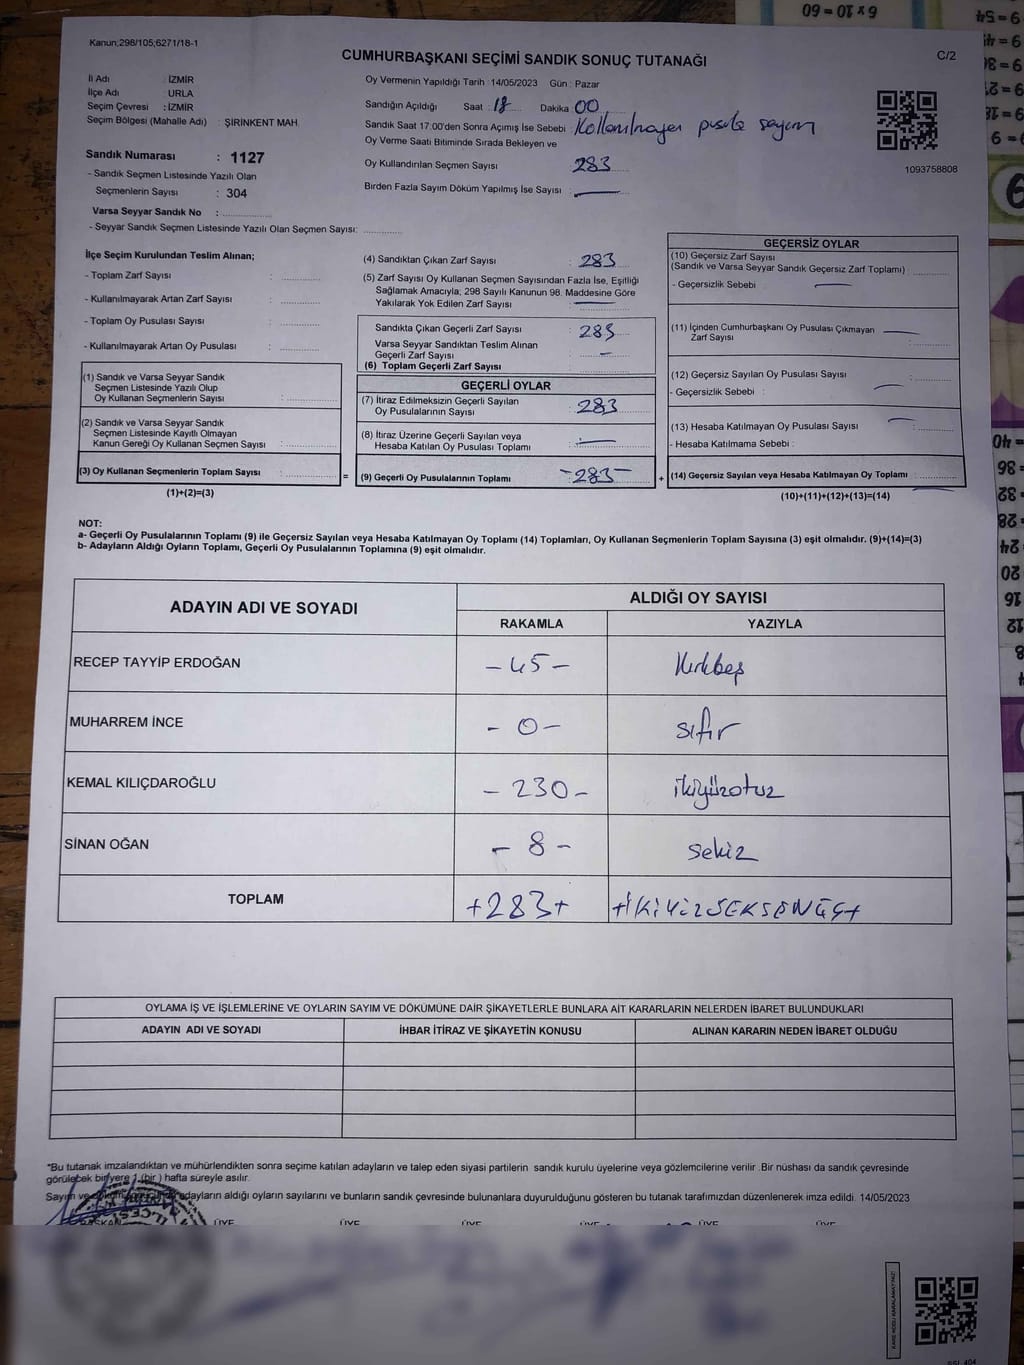 Kanun;298/105;6271/18-1
CUMHURBAŞKANI SEÇİMİ SANDIK SONUÇ TUTANAĞI
C/2
İl Adı : İZMİR
İlçe Adı : URLA
Seçim Çevresi : İZMİR
Seçim Bölgesi (Mahalle Adı) : ŞİRİNKENT MAH.
Sandık Numarası : 1127
- Sandık Seçmen Listesinde Yazılı Olan
Seçmenlerin Sayısı : 304
Varsa Seyyar Sandık No :
- Seyyar Sandık Seçmen Listesinde Yazılı Olan Seçmen Sayısı:
Oy Vermenin Yapıldığı Tarih : 14/05/2023 Gün : Pazar
Sandığın Açıldığı Saat : 18 Dakika : 00
Sandık Saat 17:00'den Sonra Açımış İse Sebebi : Kullanılmayan pusula sayımı
Oy Verme Saati Bitiminde Sırada Bekleyen ve
Oy Kullandırılan Seçmen Sayısı : 283
Birden Fazla Sayım Döküm Yapılmış İse Sayısı :
1093758808
İlçe Seçim Kurulundan Teslim Alınan;
- Toplam Zarf Sayısı :
- Kullanılmayarak Artan Zarf Sayısı :
- Toplam Oy Pusulası Sayısı :
- Kullanılmayarak Artan Oy Pusulası :
(1) Sandık ve Varsa Seyyar Sandık
Seçmen Listesinde Yazılı Olup
Oy Kullanan Seçmenlerin Sayısı :
(2) Sandık ve Varsa Seyyar Sandık
Seçmen Listesinde Kayıtlı Olmayan
Kanun Gereği Oy Kullanan Seçmen Sayısı :
(3) Oy Kullanan Seçmenlerin Toplam Sayısı : =
(1)+(2)=(3)
(4) Sandıktan Çıkan Zarf Sayısı : 283
(5) Zarf Sayısı Oy Kullanan Seçmen Sayısından Fazla İse, Eşitliği
Sağlamak Amacıyla; 298 Sayılı Kanunun 98. Maddesine Göre
Yakılarak Yok Edilen Zarf Sayısı :
Sandıkta Çıkan Geçerli Zarf Sayısı : 283
Varsa Seyyar Sandıktan Teslim Alınan
Geçerli Zarf Sayısı : -
(6) Toplam Geçerli Zarf Sayısı
GEÇERLİ OYLAR
(7) İtiraz Edilmeksizin Geçerli Sayılan
Oy Pusulalarının Sayısı : 283
(8) İtiraz Üzerine Geçerli Sayılan veya
Hesaba Katılan Oy Pusulası Toplamı :
(9) Geçerli Oy Pusulalarının Toplamı -283- +
GEÇERSİZ OYLAR
(10) Geçersiz Zarf Sayısı
(Sandık ve Varsa Seyyar Sandık Geçersiz Zarf Toplamı) :
- Geçersizlik Sebebi :
(11) İçinden Cumhurbaşkanı Oy Pusulası Çıkmayan
Zarf Sayısı :
(12) Geçersiz Sayılan Oy Pusulası Sayısı :
- Geçersizlik Sebebi :
(13) Hesaba Katılmayan Oy Pusulası Sayısı :
- Hesaba Katılmama Sebebi :
(14) Geçersiz Sayılan veya Hesaba Katılmayan Oy Toplamı :
(10)+(11)+(12)+(13)=(14)
NOT:
a- Geçerli Oy Pusulalarının Toplamı (9) ile Geçersiz Sayılan veya Hesaba Katılmayan Oy Toplamı (14) Toplamları, Oy Kullanan Seçmenlerin Toplam Sayısına (3) eşit olmalıdır. (9)+(14)=(3)
b- Adayların Aldığı Oyların Toplamı, Geçerli Oy Pusulalarının Toplamına (9) eşit olmalıdır.
ADAYIN ADI VE SOYADI
ALDIĞI OY SAYISI
RAKAMLA YAZIYLA
RECEP TAYYİP ERDOĞAN -45- Kırkbeş
MUHARREM İNCE -0- sıfır
KEMAL KILIÇDAROĞLU -230- ikiyüzotuz
SİNAN OĞAN -8- sekiz
TOPLAM +283+ +İKİYÜZSEKSENÜÇ+
OYLAMA İŞ VE İŞLEMLERİNE VE OYLARIN SAYIM VE DÖKÜMÜNE DAİR ŞİKAYETLERLE BUNLARA AİT KARARLARIN NELERDEN İBARET BULUNDUKLARI
ADAYIN ADI VE SOYADI İHBAR İTİRAZ VE ŞİKAYETİN KONUSU ALINAN KARARIN NEDEN İBARET OLDUĞU
"Bu tutanak imzalandıktan ve mühürlendikten sonra seçime katılan adayların ve talep eden siyasi partilerin sandık kurulu üyelerine veya gözlemcilerine verilir. Bir nüshası da sandık çevresinde
görülebilecek bir yere 1 (bir) hafta süreyle asılır.
Sayım ve adayların aldığı oyların sayılarını ve bunların sandık çevresinde bulunanlara duyurulduğunu gösteren bu tutanak tarafımızdan düzenlenerek imza edildi. 14/05/2023
BAŞKAN ÜYE ÜYE ÜYE ÜYE ÜYE ÜYE
KARE KODU KARALAMAYINIZ!
6 x 10 = 60